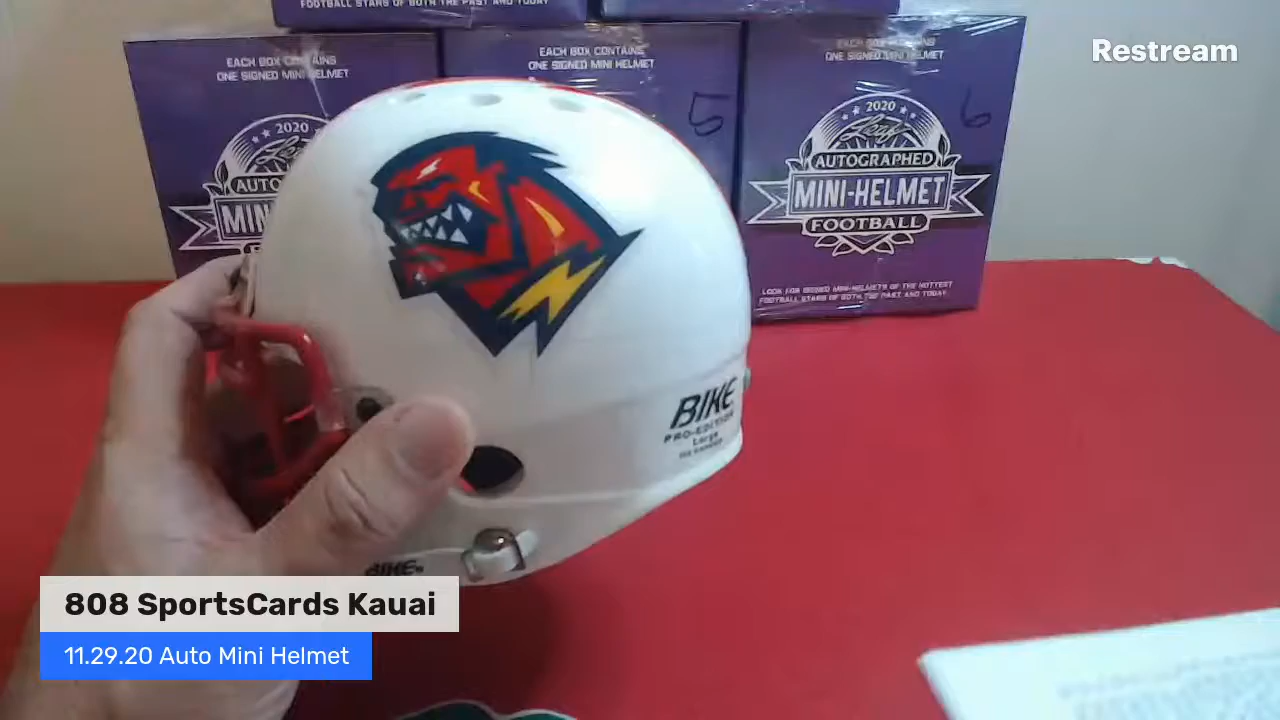 FOOTBALL STARS OF BOTH THE PAST AND TODAY
EACH BOX CONTAINS
ONE SIGNED MINI HELMET
2020
Leaf
EACH BOX CONTAINS
ONE SIGNED MINI HELMET
5
EACH BOX CONTAINS
ONE SIGNED MINI HELMET
6
2020
Leaf
AUTOGRAPHED
MINI-HELMET
FOOTBALL
LOOK FOR SIGNED MINI-HELMETS OF THE HOTTEST
FOOTBALL STARS OF BOTH THE PAST AND TODAY
Restream
BIKE
PRO-EDITION
Large
BIKE
808 SportsCards Kauai
11.29.20 Auto Mini Helmet